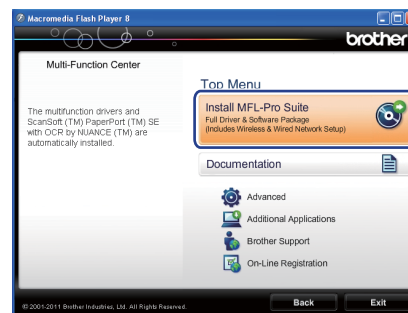 Macromedia Flash Player 8
brother
Multi-Function Center
Top Menu
The multifunction drivers and
ScanSoft (TM) PaperPort (TM) SE
with OCR by NUANCE (TM) are
automatically installed.
Install MFL-Pro Suite
Full Driver & Software Package
(Includes Wireless & Wired Network Setup)
Documentation
Advanced
Additional Applications
Brother Support
On-Line Registration
© 2001-2011 Brother Industries, Ltd. All Rights Reserved.
Back
Exit